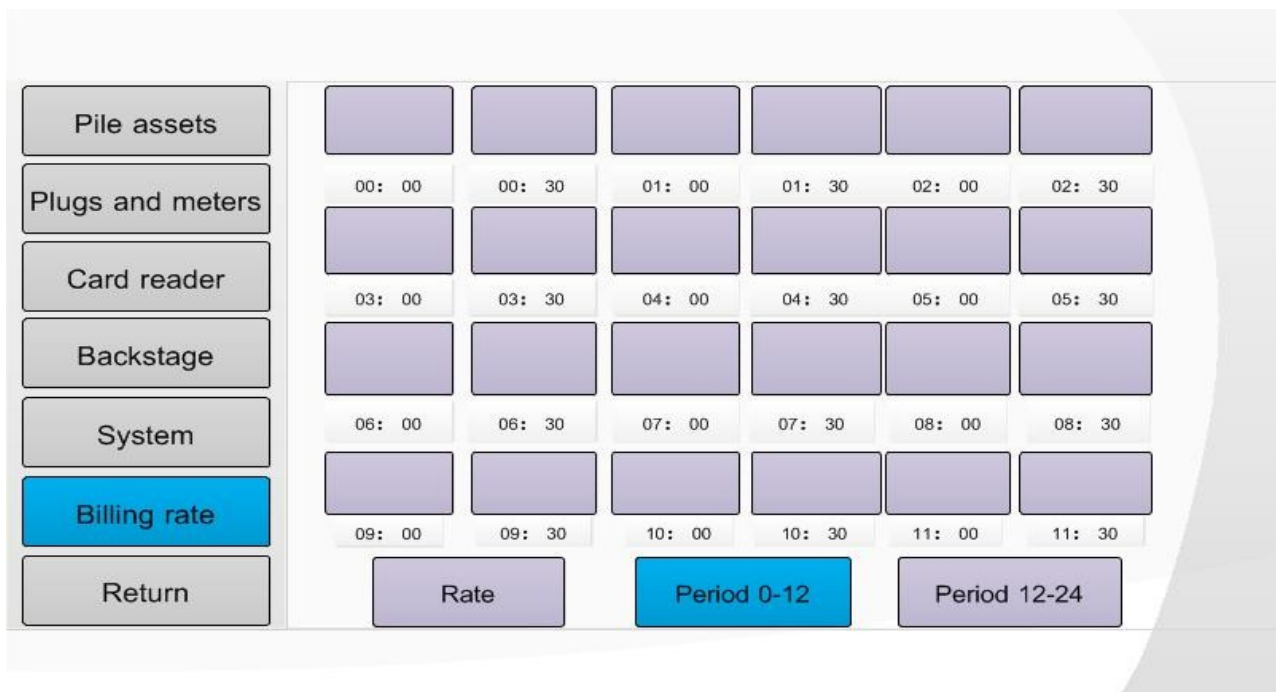 Pile assets
Plugs and meters
Card reader
Backstage
System
Billing rate
Return
00: 00 00: 30 01: 00 01: 30 02: 00 02: 30
03: 00 03: 30 04: 00 04: 30 05: 00 05: 30
06: 00 06: 30 07: 00 07: 30 08: 00 08: 30
09: 00 09: 30 10: 00 10: 30 11: 00 11: 30
Rate Period 0-12 Period 12-24